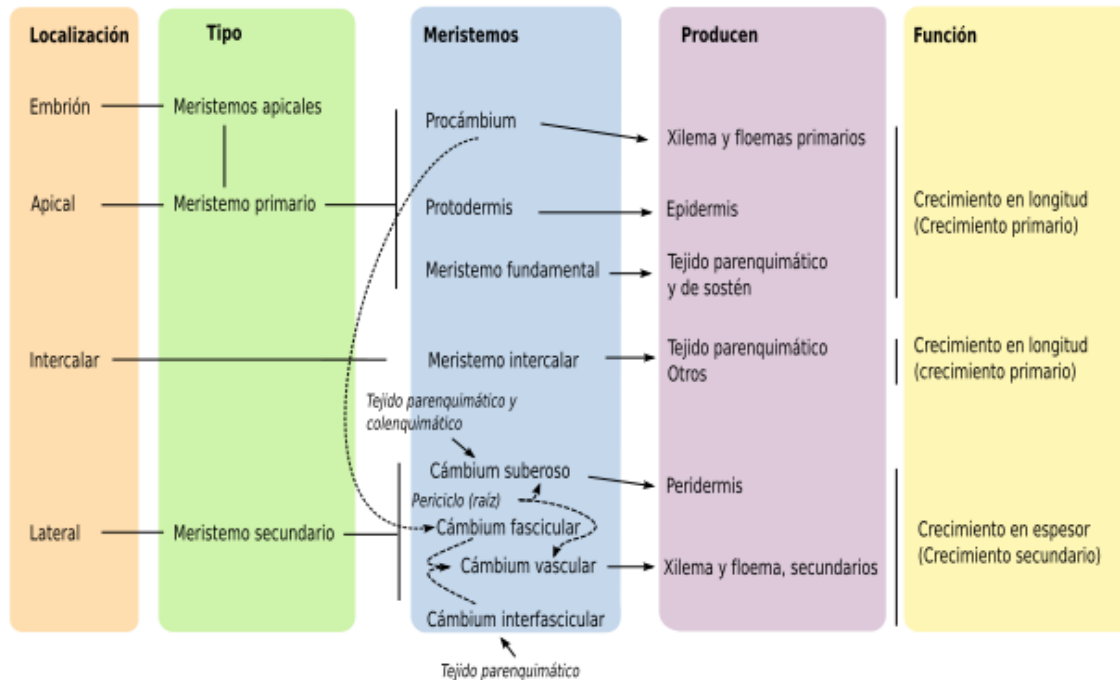 Localización
Tipo
Meristemos
Producen
Función
Embrión
Meristemos apicales
Procámbium
Xilema y floemas primarios
Apical
Meristemo primario
Protodermis
Epidermis
Crecimiento en longitud
(Crecimiento primario)
Meristemo fundamental
Tejido parenquimático
y de sostén
Intercalar
Meristemo intercalar
Tejido parenquimático
Otros
Crecimiento en longitud
(crecimiento primario)
Tejido parenquimático y
colenquimático
Cámbium suberoso
Peridermis
Periciclo (raíz)
Lateral
Meristemo secundario
Cámbium fascicular
Crecimiento en espesor
(Crecimiento secundario)
Cámbium vascular
Xilema y floema, secundarios
Cámbium interfascicular
Tejido parenquimático